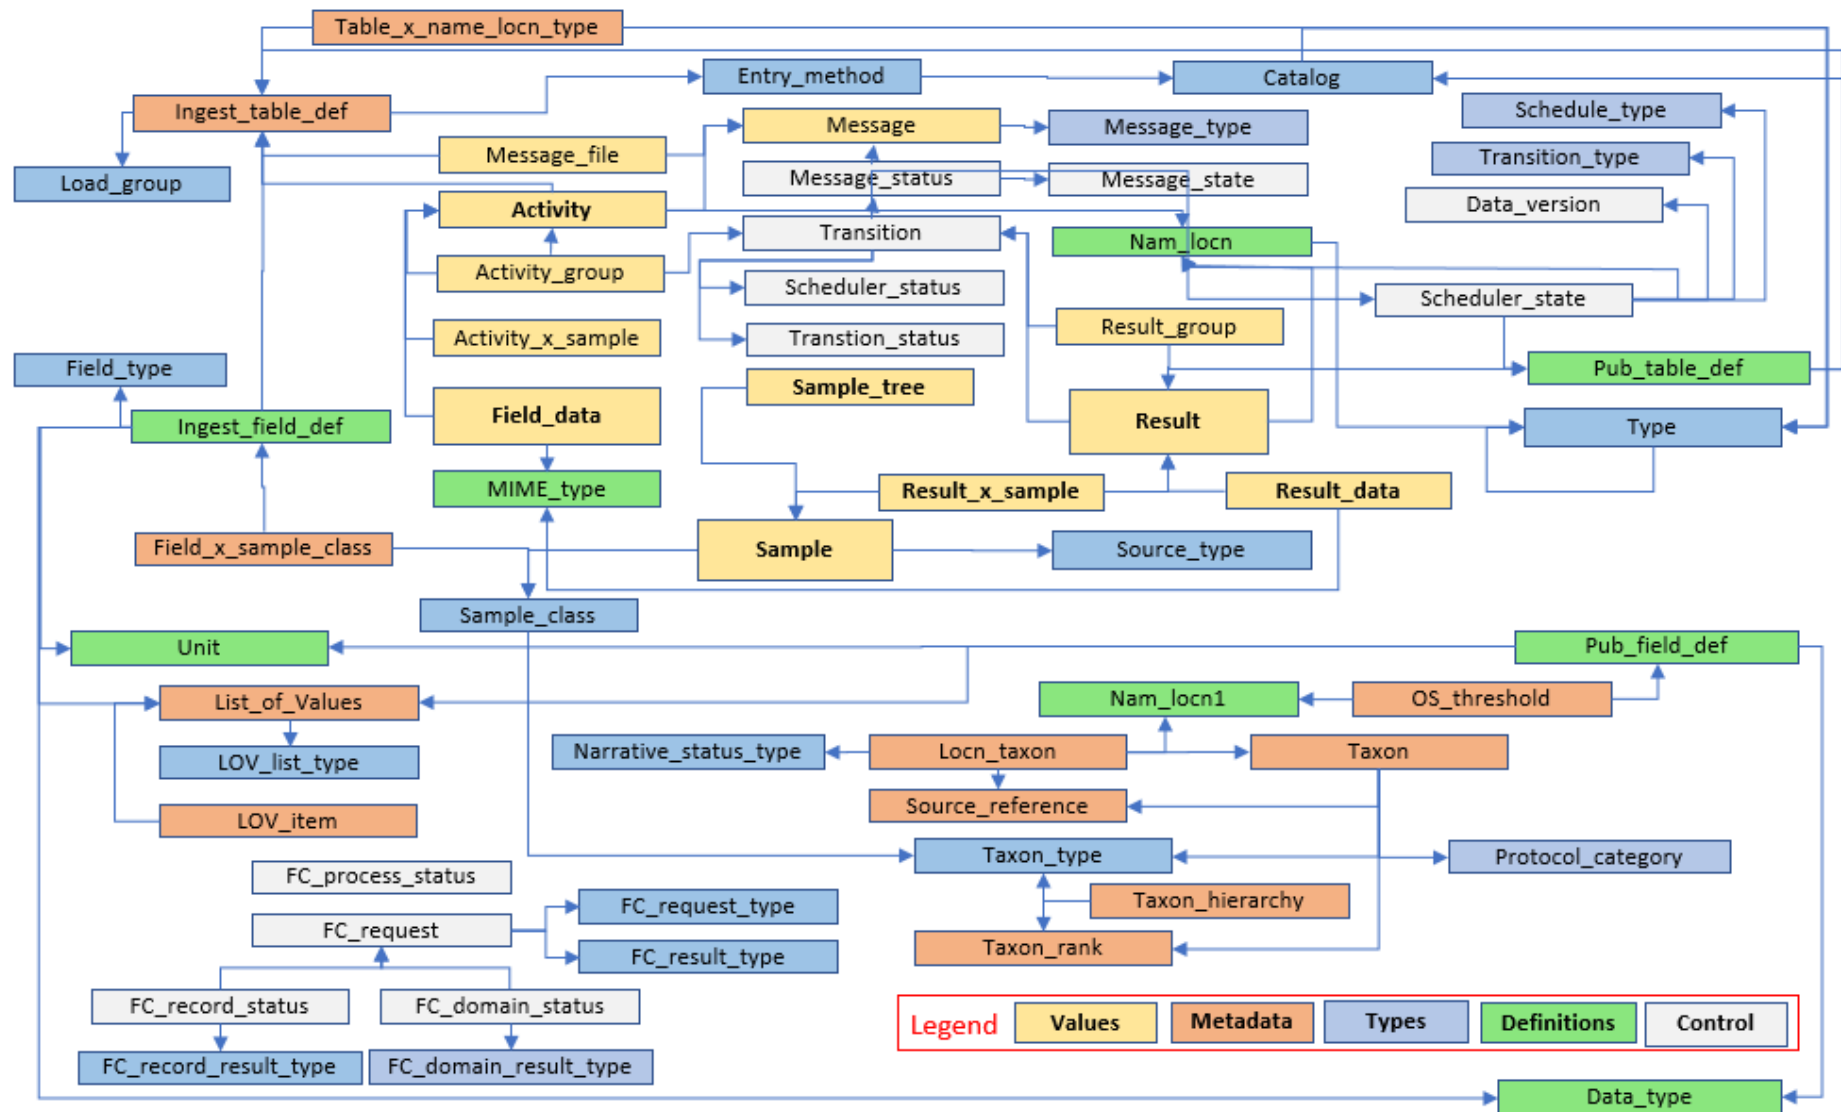 Table_x_name_locn_type
Entry_method
Catalog
Ingest_table_def
Message
Message_type
Schedule_type
Message_file
Transition_type
Load_group
Message_status
Message_state
Activity
Data_version
Transition
Nam_locn
Activity_group
Scheduler_status
Scheduler_state
Result_group
Activity_x_sample
Transtion_status
Field_type
Pub_table_def
Sample_tree
Field_data
Result
Ingest_field_def
Type
MIME_type
Result_x_sample
Result_data
Field_x_sample_class
Sample
Source_type
Sample_class
Unit
Pub_field_def
List_of_Values
Nam_locn1
OS_threshold
Narrative_status_type
Locn_taxon
Taxon
LOV_list_type
Source_reference
LOV_item
Taxon_type
Protocol_category
FC_process_status
FC_request_type
Taxon_hierarchy
FC_request
Taxon_rank
FC_result_type
FC_record_status
FC_domain_status
Legend
Values
Metadata
Types
Definitions
Control
FC_record_result_type
FC_domain_result_type
Data_type